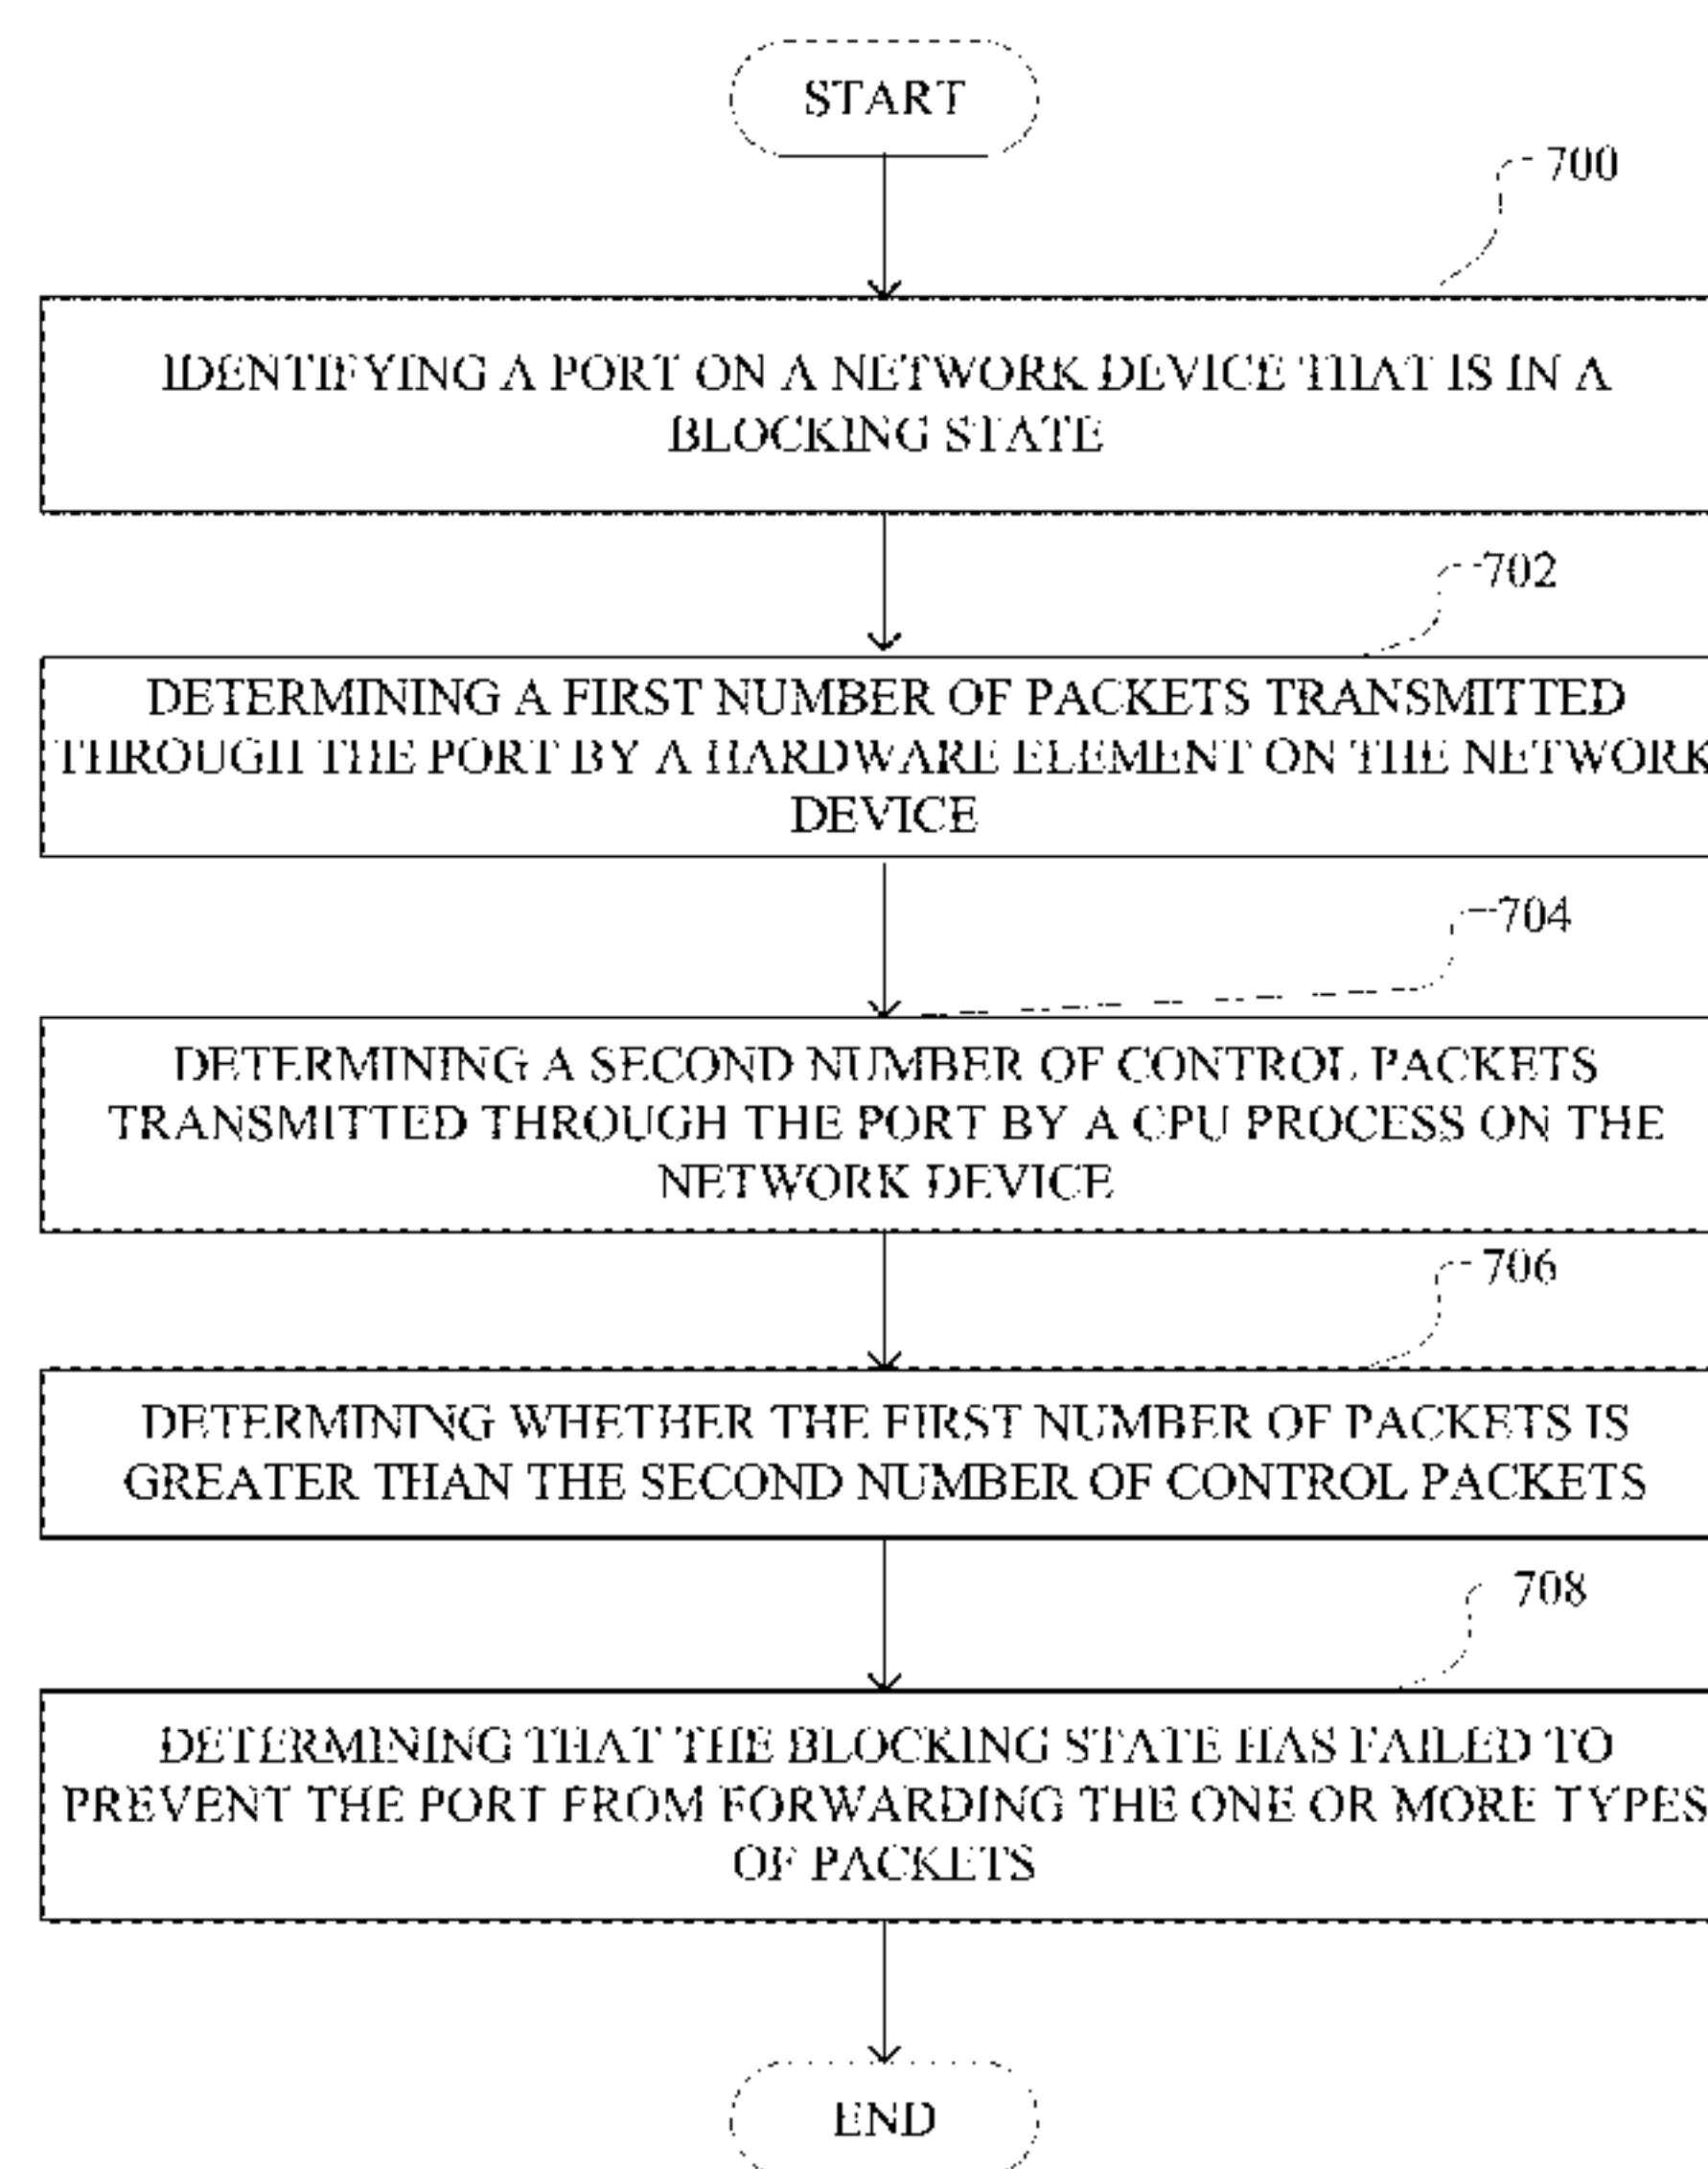 START
700
IDENTIFYING A PORT ON A NETWORK DEVICE THAT IS IN A
BLOCKING STATE
702
DETERMINING A FIRST NUMBER OF PACKETS TRANSMITTED
THROUGH THE PORT BY A HARDWARE ELEMENT ON THE NETWORK
DEVICE
704
DETERMINING A SECOND NUMBER OF CONTROL PACKETS
TRANSMITTED THROUGH THE PORT BY A CPU PROCESS ON THE
NETWORK DEVICE
706
DETERMINING WHETHER THE FIRST NUMBER OF PACKETS IS
GREATER THAN THE SECOND NUMBER OF CONTROL PACKETS
708
DETERMINING THAT THE BLOCKING STATE HAS FAILED TO
PREVENT THE PORT FROM FORWARDING THE ONE OR MORE TYPES
OF PACKETS
END